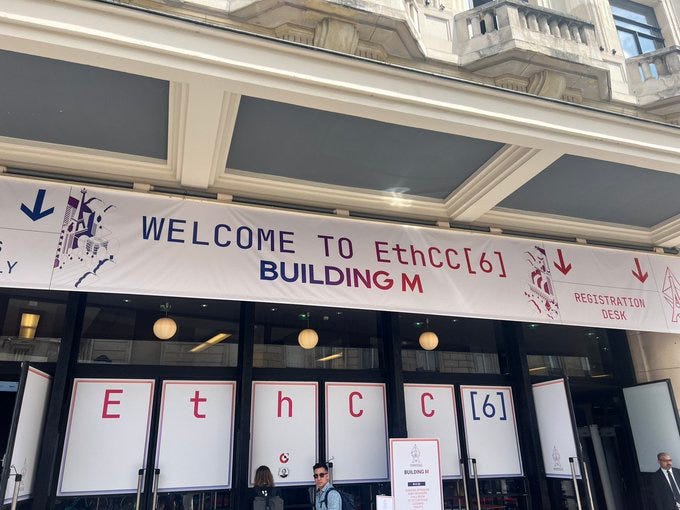 WELCOME TO EthCC[6]
BUILDING M
REGISTRATION
DESK
E t h C C [6]
BUILDING M